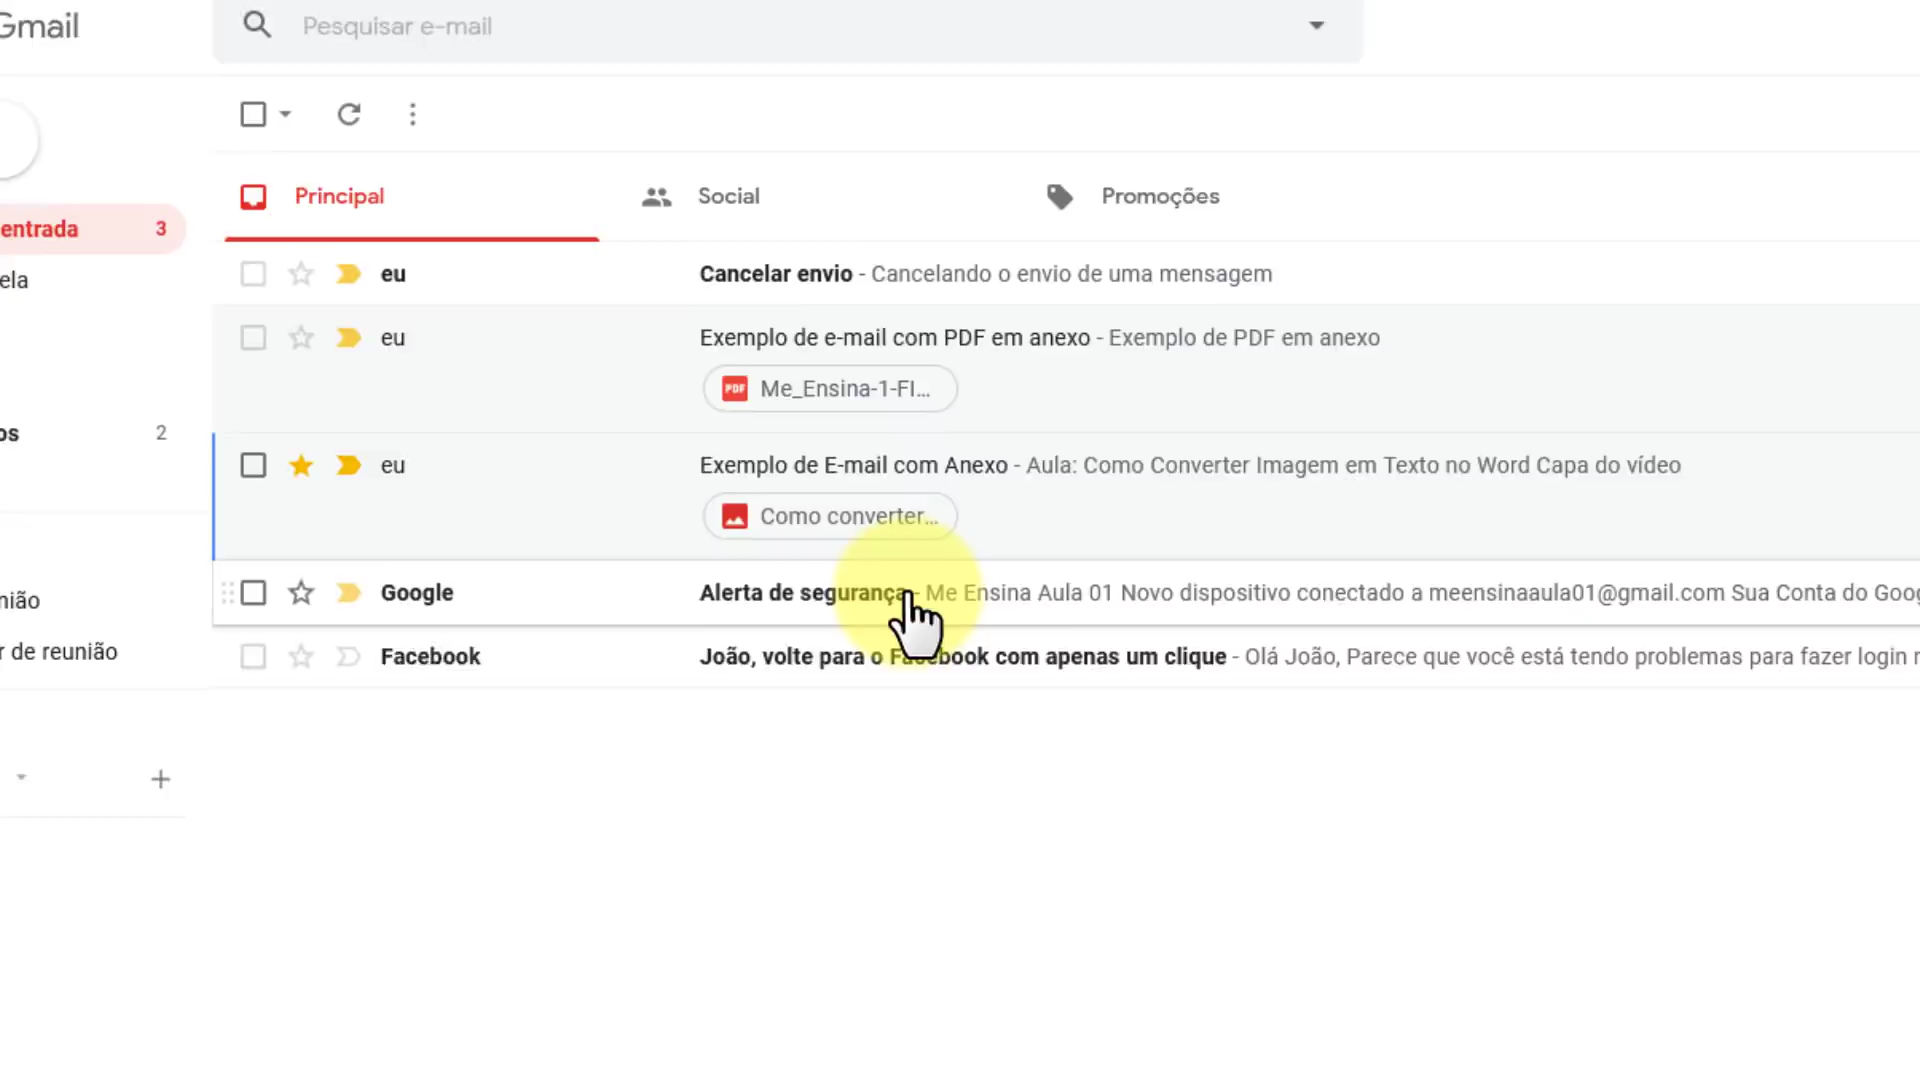 Gmail
Pesquisar e-mail
Principal
Social
Promoções
entrada 3
ela
os 2
nião
r de reunião
eu Cancelar envio - Cancelando o envio de uma mensagem
eu Exemplo de e-mail com PDF em anexo - Exemplo de PDF em anexo
PDF Me_Ensina-1-FI...
eu Exemplo de E-mail com Anexo - Aula: Como Converter Imagem em Texto no Word Capa do vídeo
Como converter...
Google Alerta de segurança - Me Ensina Aula 01 Novo dispositivo conectado a meensinaaula01@gmail.com Sua Conta do Goog
Facebook João, volte para o Facebook com apenas um clique - Olá João, Parece que você está tendo problemas para fazer login